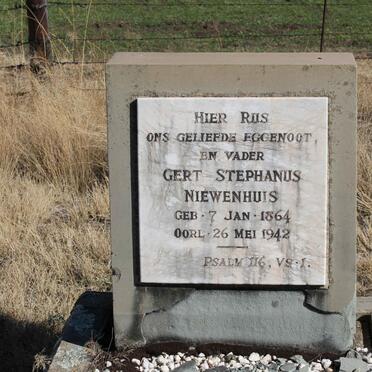 HIER RUS
ONS GELIEFDE EGGENOOT,
EN VADER
GERT STEPHANUS
NIEWENHUIS
GEB · 7 JAN · 1864
OORL · 26 MEI 1942
PSALM 116, VS · 1.